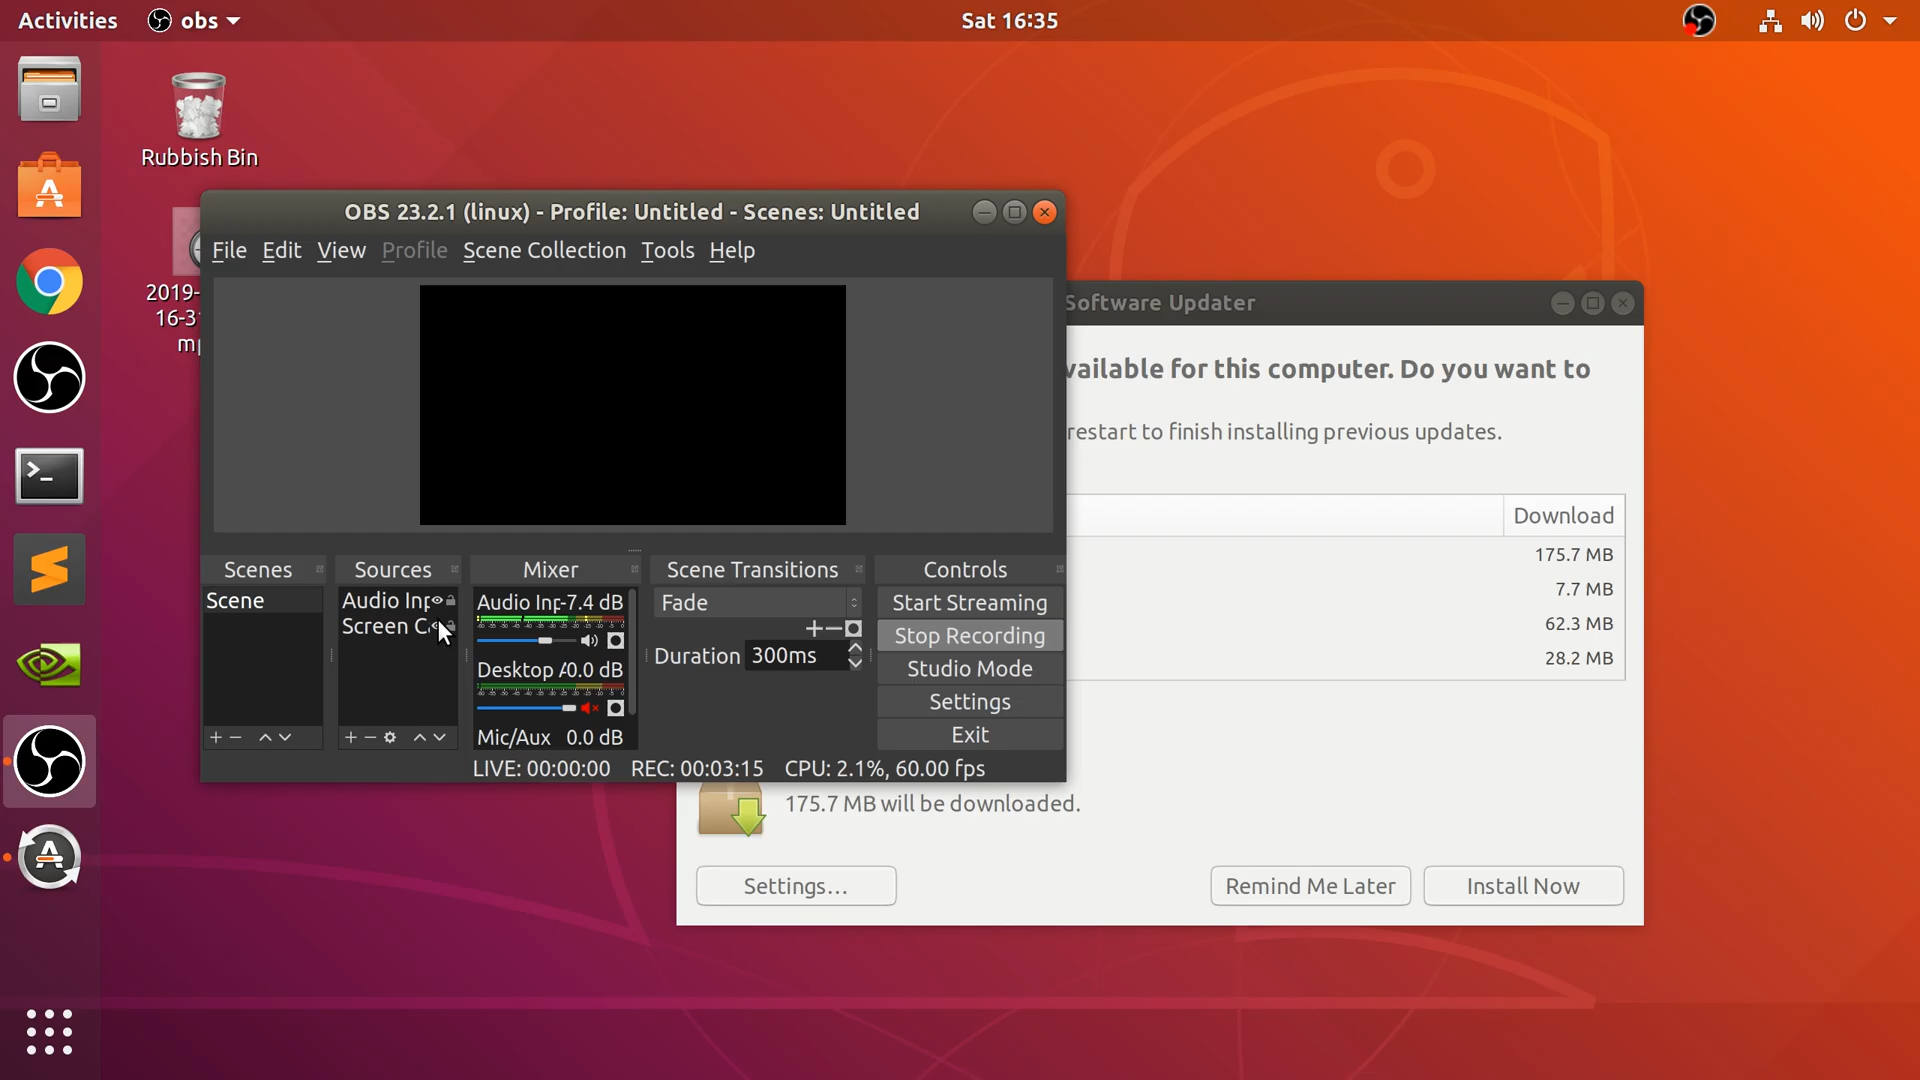 Activities
obs
Sat 16:35
Rubbish Bin
2019-
16-3
OBS 23.2.1 (linux) - Profile: Untitled - Scenes: Untitled
File Edit View Profile Scene Collection Tools Help
Software Updater
vailable for this computer. Do you want to
restart to finish installing previous updates.
Download
175.7 MB
7.7 MB
62.3 MB
28.2 MB
Scenes
Scene
Sources
Audio Inp
Screen C
Mixer
Audio Inp -7.4 dB
Desktop A 0.0 dB
Mic/Aux 0.0 dB
Scene Transitions
Fade
Duration 300ms
Controls
Start Streaming
Stop Recording
Studio Mode
Settings
Exit
LIVE: 00:00:00 REC: 00:03:15 CPU: 2.1%, 60.00 fps
175.7 MB will be downloaded.
Settings...
Remind Me Later
Install Now